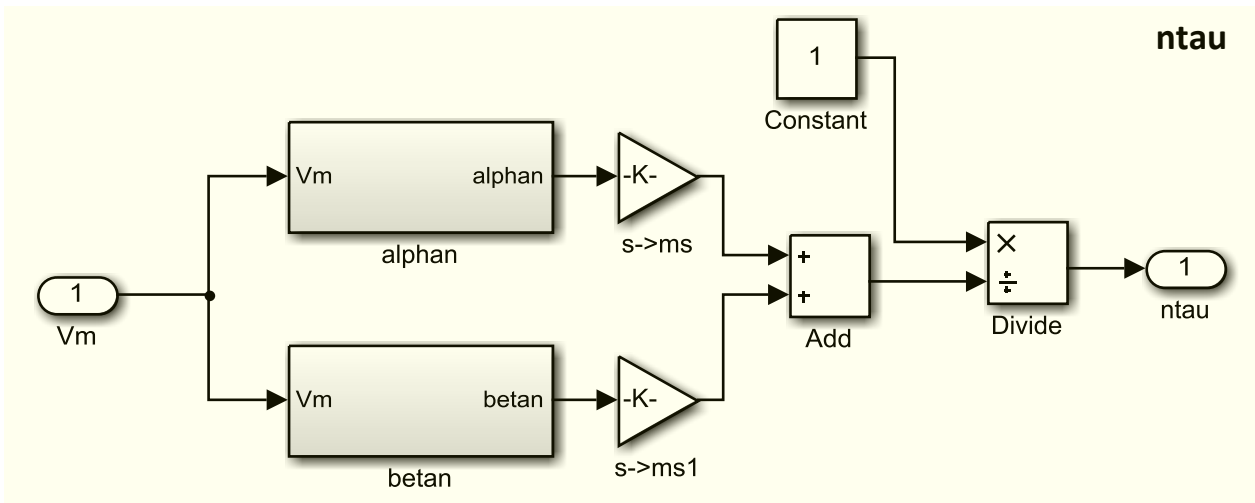 ntau
1
Constant
Vm alphan
alphan
-K-
s->ms
1
Vm
+
+
Add
×
÷
Divide
1
ntau
Vm betan
betan
-K-
s->ms1